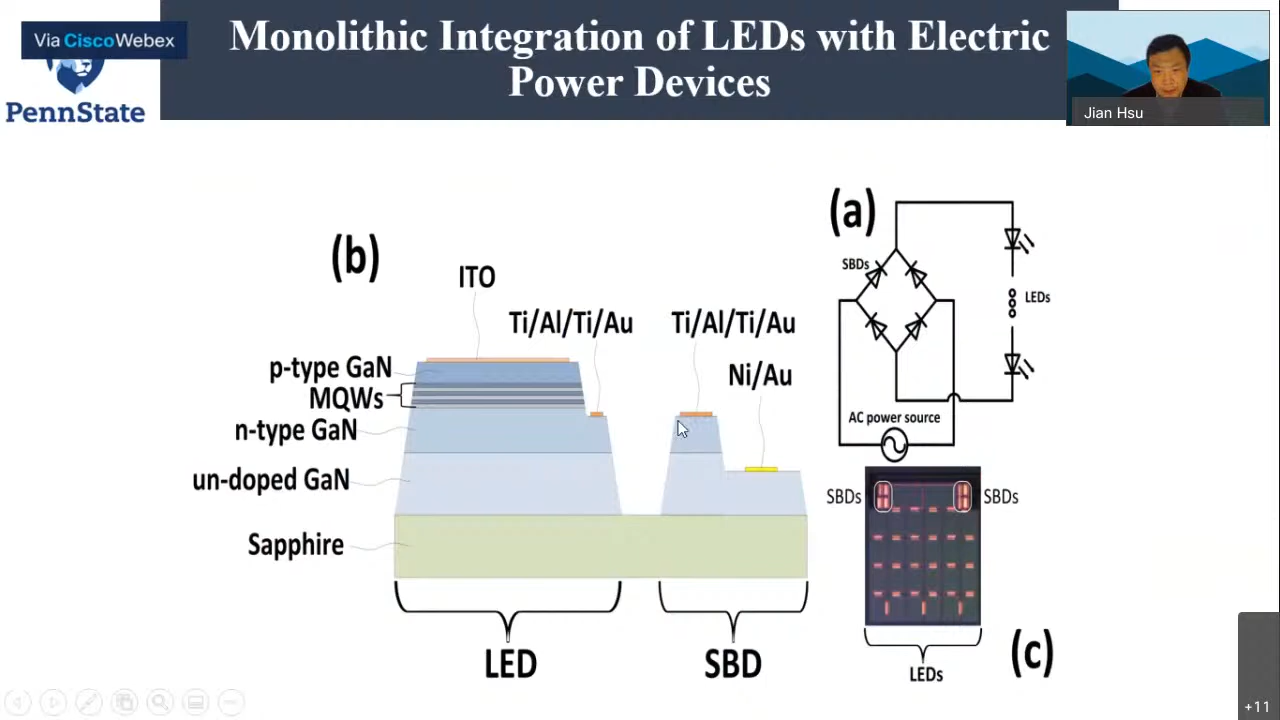 Via CiscoWebex
PennState
Monolithic Integration of LEDs with Electric
Power Devices
Jian Hsu
(b)
ITO
Ti/Al/Ti/Au
Ti/Al/Ti/Au
Ni/Au
p-type GaN
MQWs
n-type GaN
un-doped GaN
Sapphire
LED
SBD
(a)
SBDs
LEDs
AC power source
SBDs
SBDs
LEDs
(c)
+11